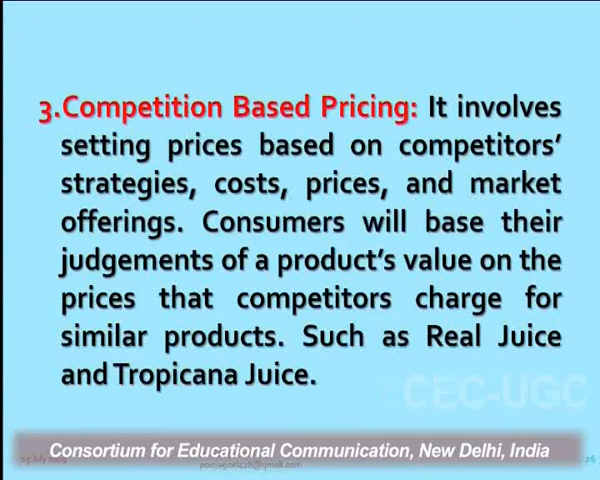 3.Competition Based Pricing: It involves
setting prices based on competitors'
strategies, costs, prices, and market
offerings. Consumers will base their
judgements of a product's value on the
prices that competitors charge for
similar products. Such as Real Juice
and Tropicana Juice.
CEC-UGC
Consortium for Educational Communication, New Delhi, India
26